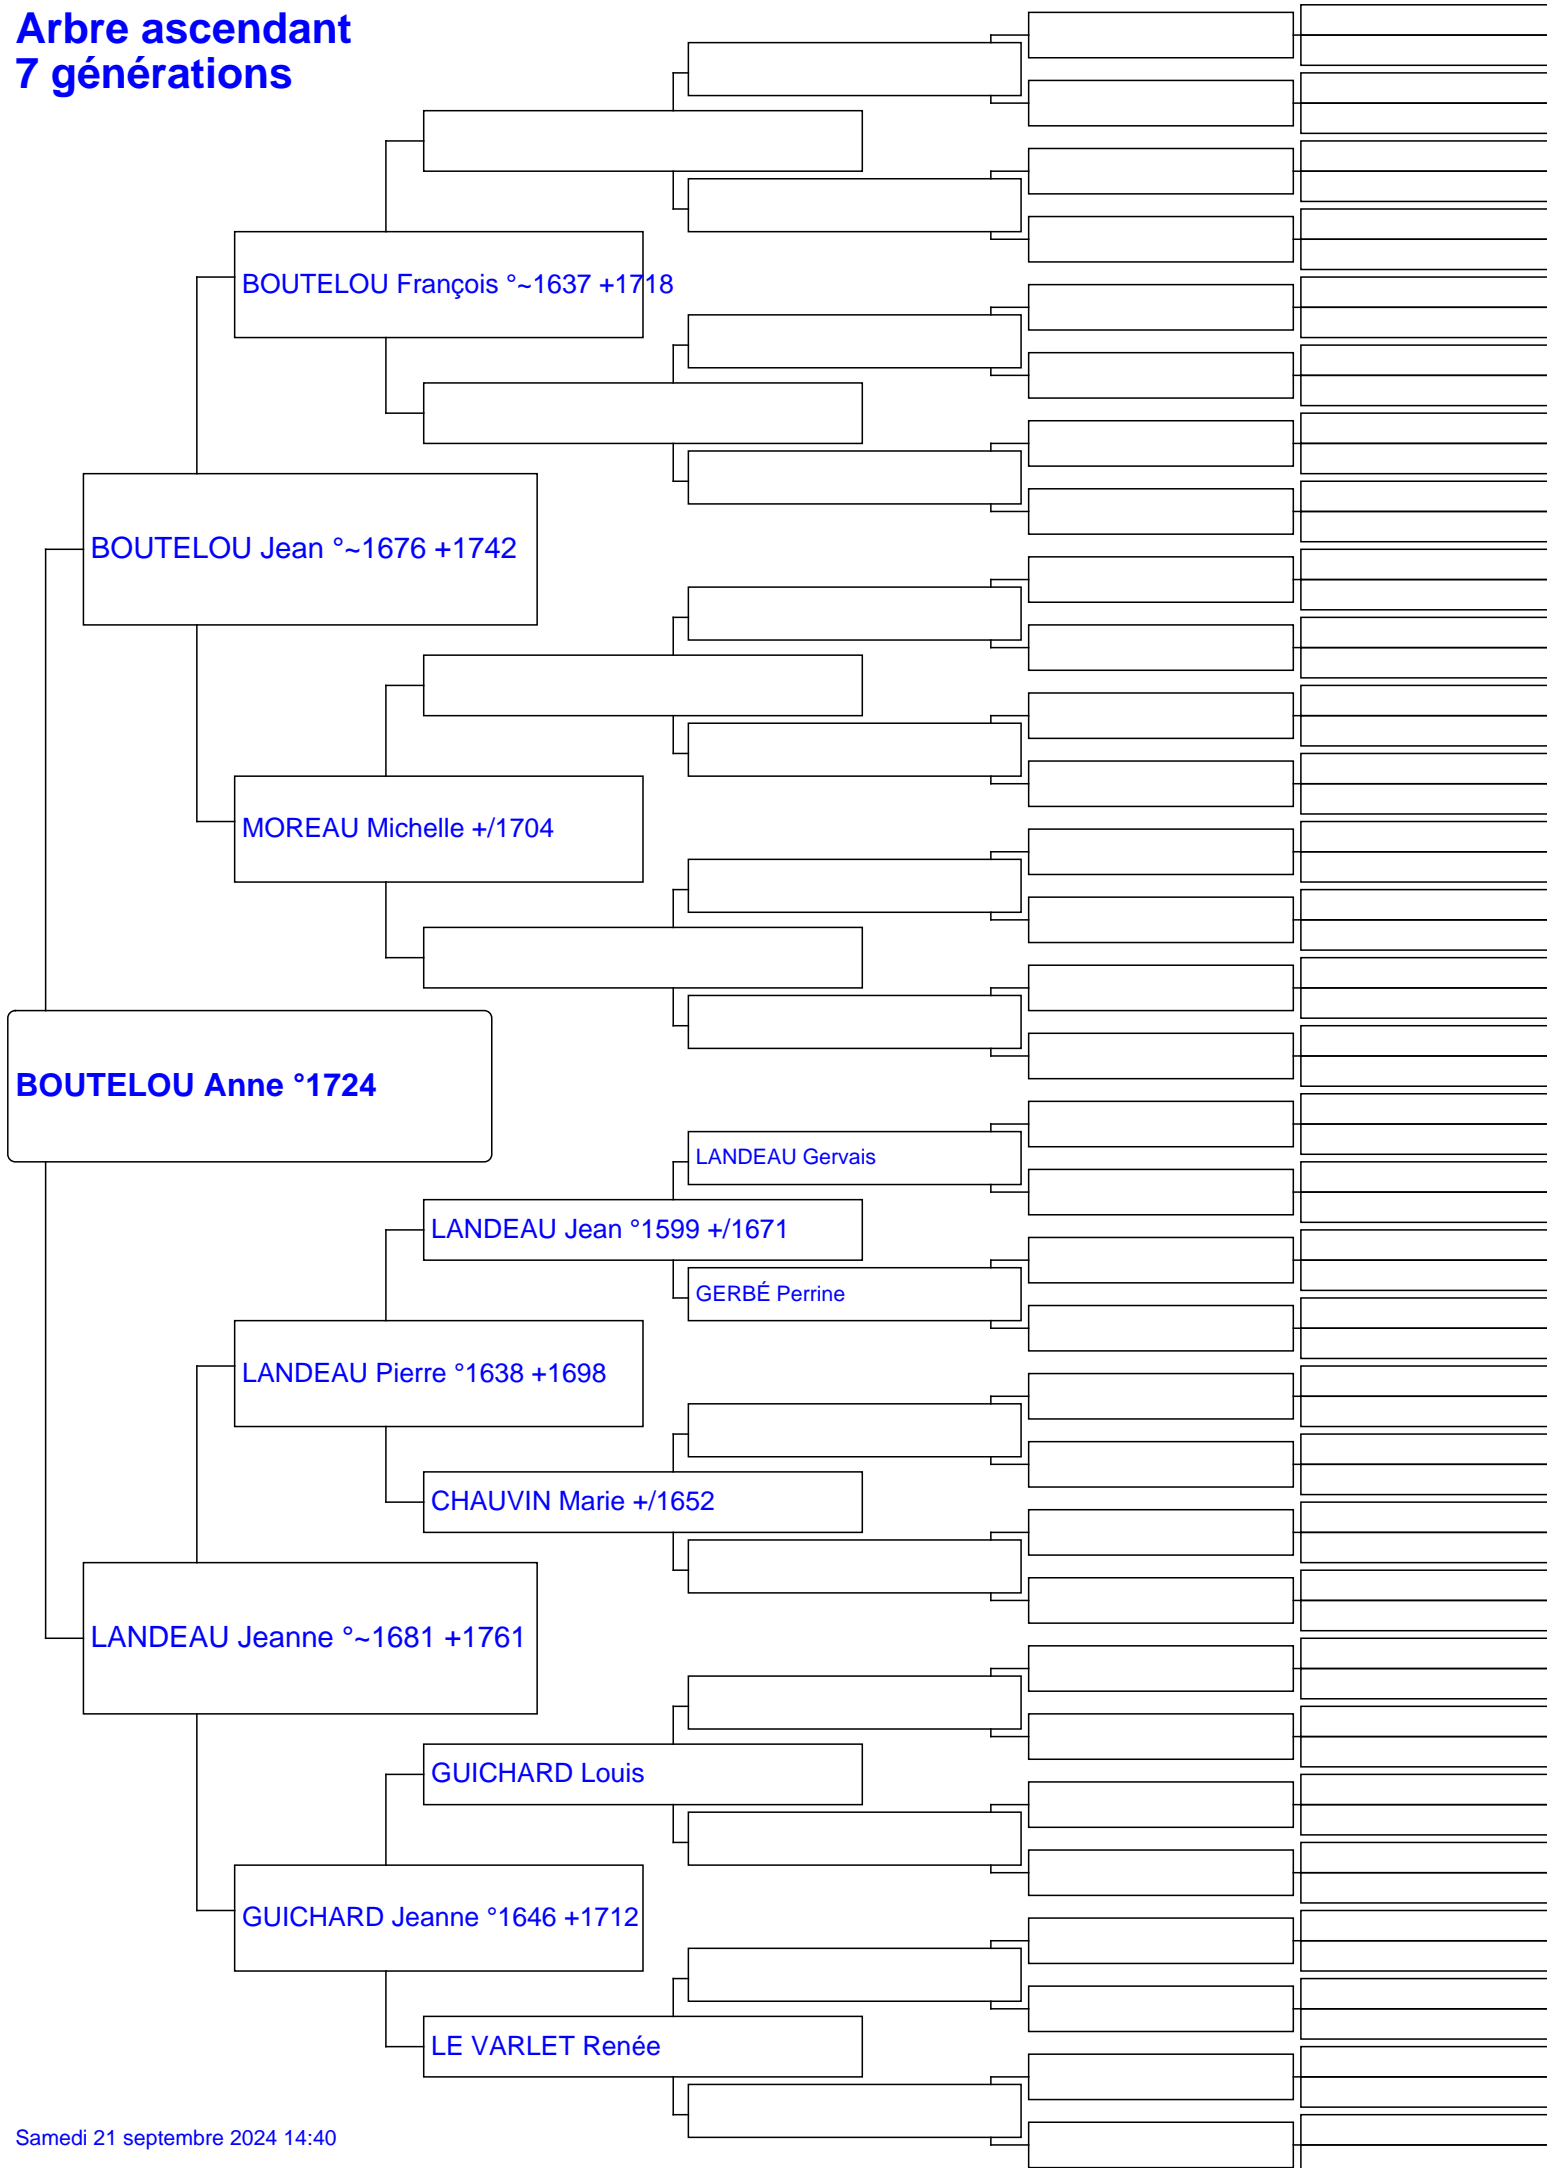 Arbre ascendant
7 générations
BOUTELOU François °~1637 +1718
BOUTELOU Jean °~1676 +1742
MOREAU Michelle +/1704
BOUTELOU Anne °1724
LANDEAU Gervais
LANDEAU Jean °1599 +/1671
GERBÉ Perrine
LANDEAU Pierre °1638 +1698
CHAUVIN Marie +/1652
LANDEAU Jeanne °~1681 +1761
GUICHARD Louis
GUICHARD Jeanne °1646 +1712
LE VARLET Renée
Samedi 21 septembre 2024 14:40